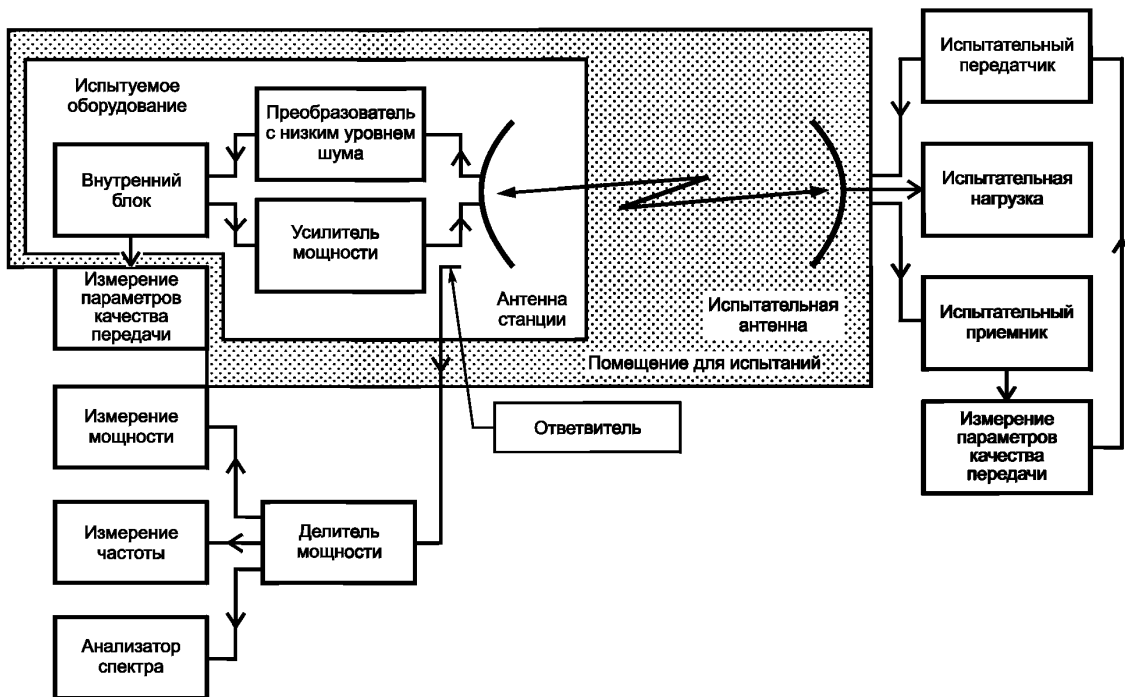 Испытуемое
оборудование
Преобразователь
с низким уровнем
шума
Внутренний
блок
Усилитель
мощности
Измерение
параметров
качества
передачи
Антенна
станции
Испытательная
антенна
Помещение для испытаний
Испытательный
передатчик
Испытательная
нагрузка
Испытательный
приемник
Измерение
параметров
качества
передачи
Ответвитель
Измерение
мощности
Измерение
частоты
Делитель
мощности
Анализатор
спектра